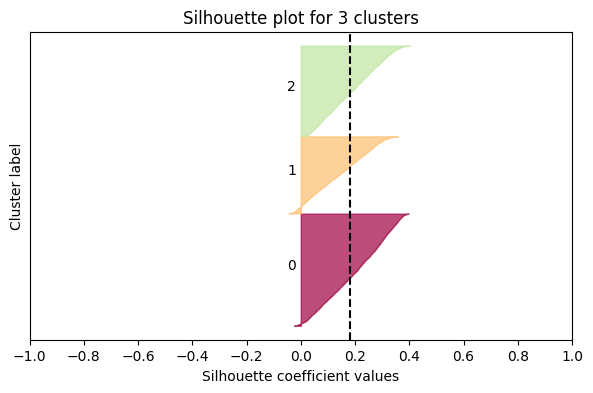 Silhouette plot for 3 clusters
Cluster label
2
1
0
−1.0 −0.8 −0.6 −0.4 −0.2 0.0 0.2 0.4 0.6 0.8 1.0
Silhouette coefficient values